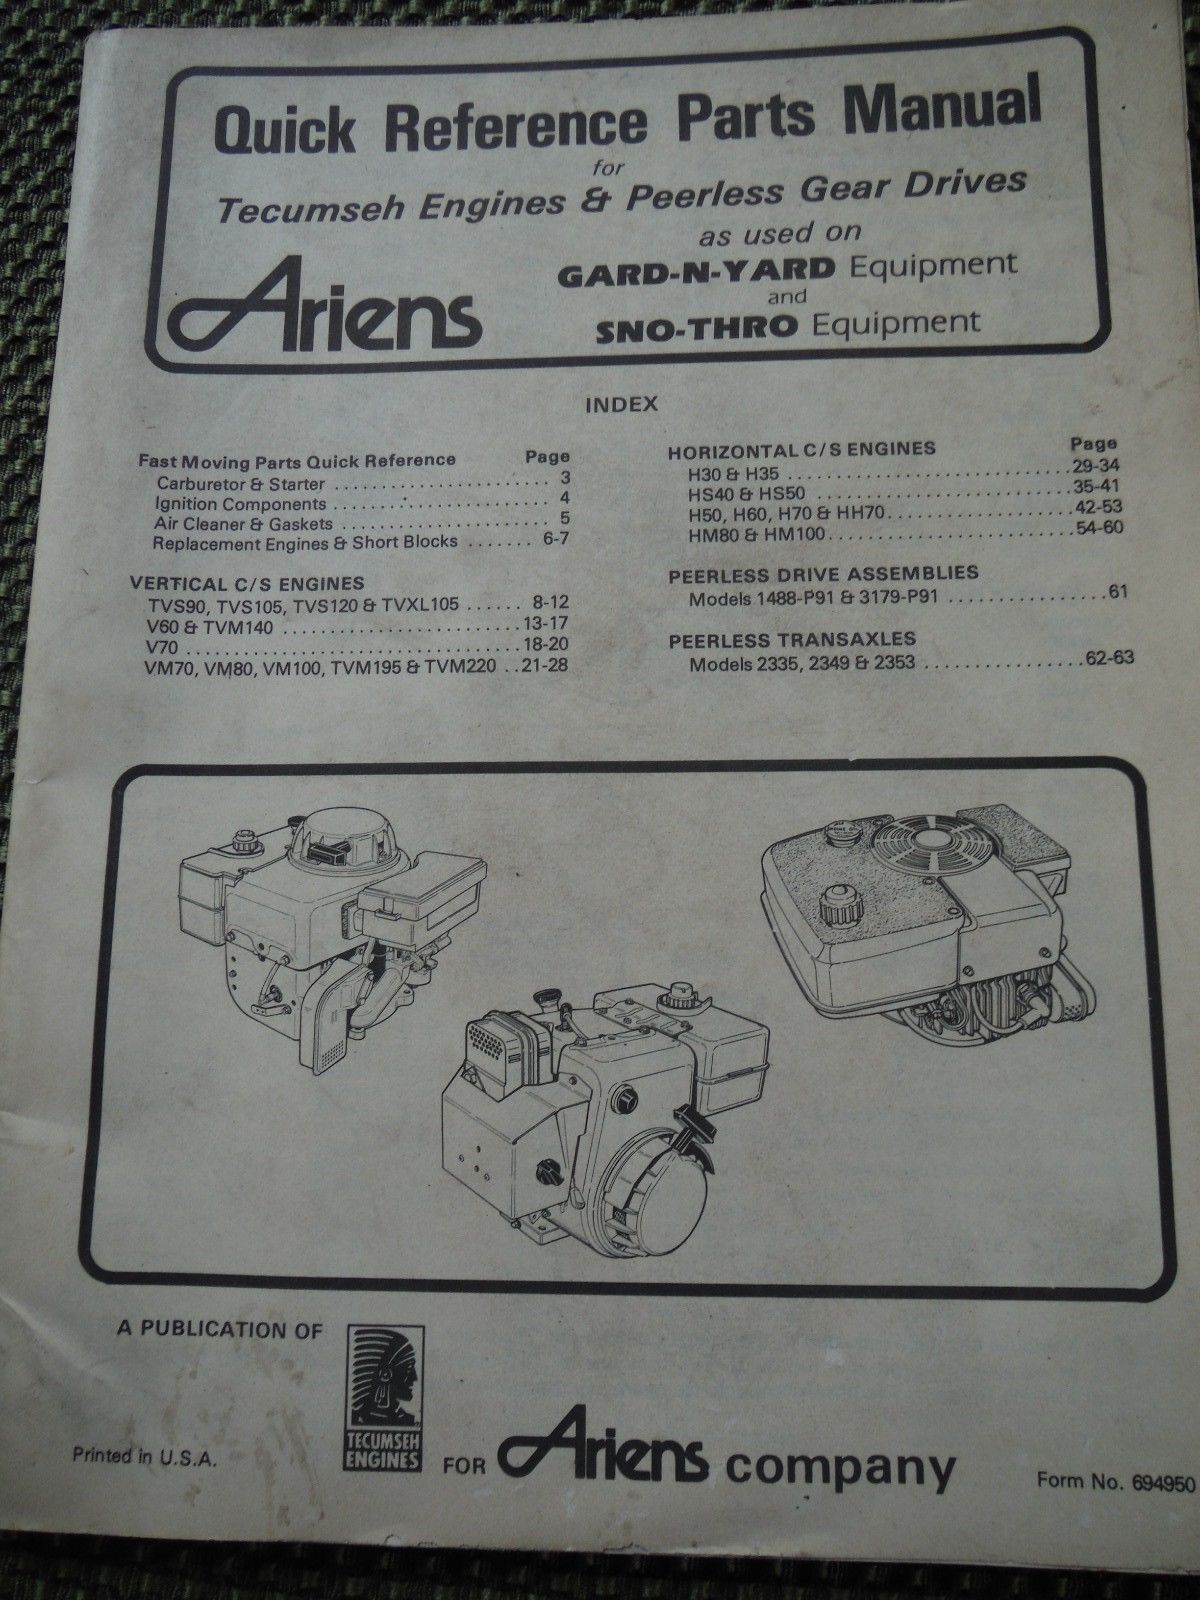 Quick Reference Parts Manual
for
Tecumseh Engines & Peerless Gear Drives
as used on
GARD-N-YARD Equipment
and
SNO-THRO Equipment
Ariens
INDEX
Fast Moving Parts Quick Reference Page
Carburetor & Starter ........................ 3
Ignition Components ........................ 4
Air Cleaner & Gaskets ....................... 5
Replacement Engines & Short Blocks ....... 6-7
VERTICAL C/S ENGINES
TVS90, TVS105, TVS120 & TVXL105 ...... 8-12
V60 & TVM140 ......................... 13-17
V70 ................................... 18-20
VM70, VM80, VM100, TVM195 & TVM220 .. 21-28
HORIZONTAL C/S ENGINES Page
H30 & H35 ............................. 29-34
HS40 & HS50 .......................... 35-41
H50, H60, H70 & HH70................... 42-53
HM80 & HM100......................... 54-60
PEERLESS DRIVE ASSEMBLIES
Models 1488-P91 & 3179-P91 ................ 61
PEERLESS TRANSAXLES
Models 2335, 2349 & 2353 ................ 62-63
A PUBLICATION OF
TECUMSEH
ENGINES
FOR Ariens company
Printed in U.S.A.
Form No. 694950